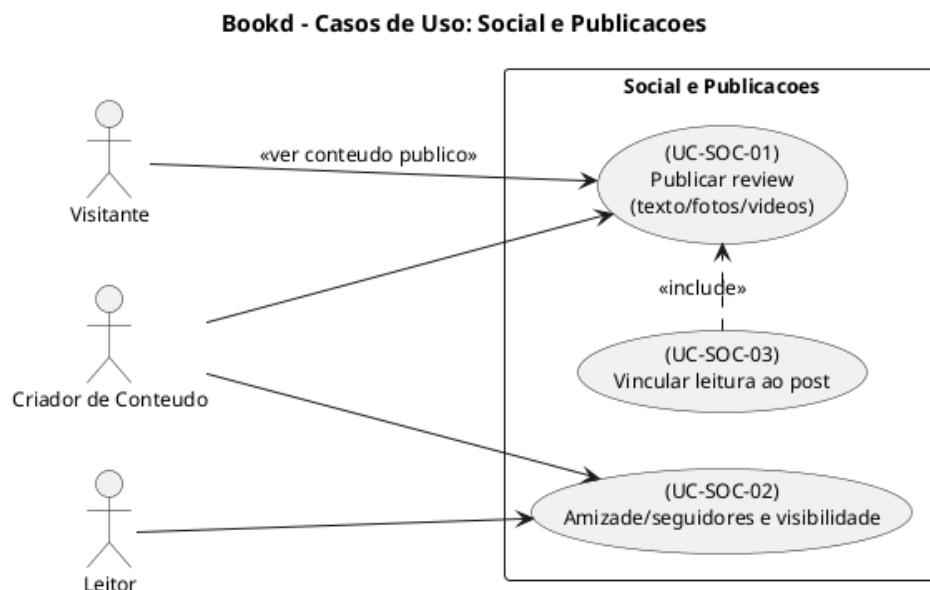 Bookd - Casos de Uso: Social e Publicacoes
Social e Publicacoes
Visitante
«ver conteudo publico»
(UC-SOC-01)
Publicar review
(texto/fotos/videos)
«include»
Criador de Conteudo
(UC-SOC-03)
Vincular leitura ao post
(UC-SOC-02)
Amizade/seguidores e visibilidade
Leitor